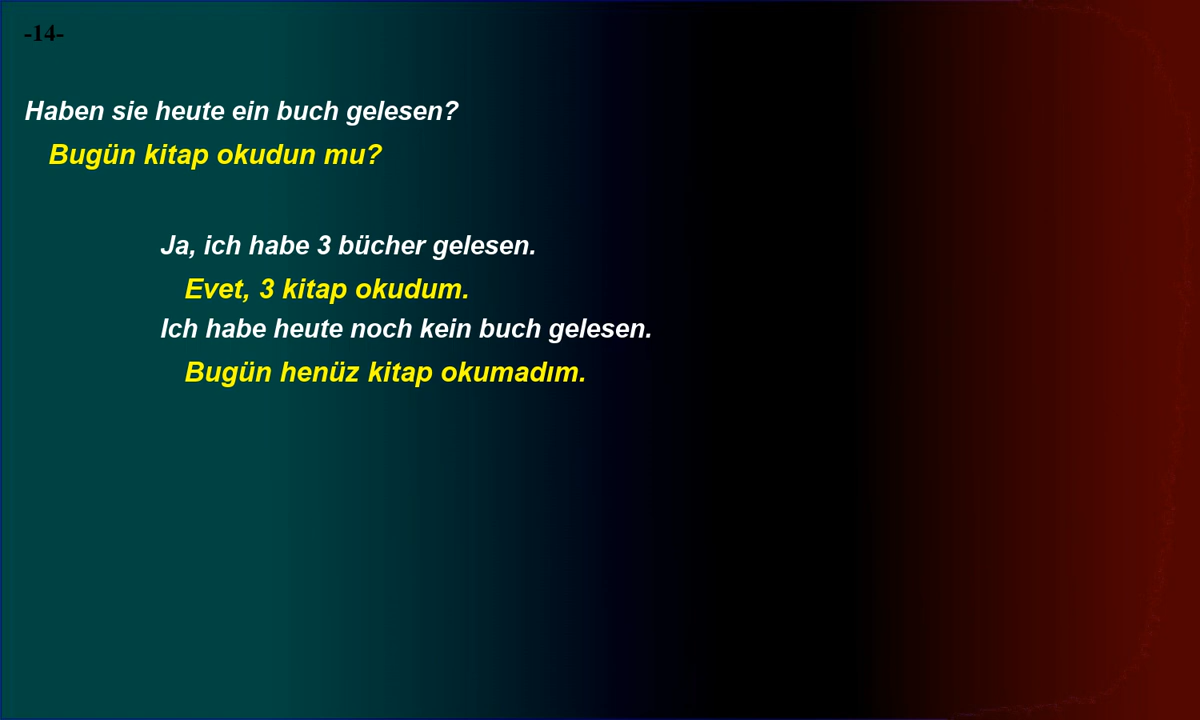 -14-
Haben sie heute ein buch gelesen?
Bugün kitap okudun mu?
Ja, ich habe 3 bücher gelesen.
Evet, 3 kitap okudum.
Ich habe heute noch kein buch gelesen.
Bugün henüz kitap okumadım.